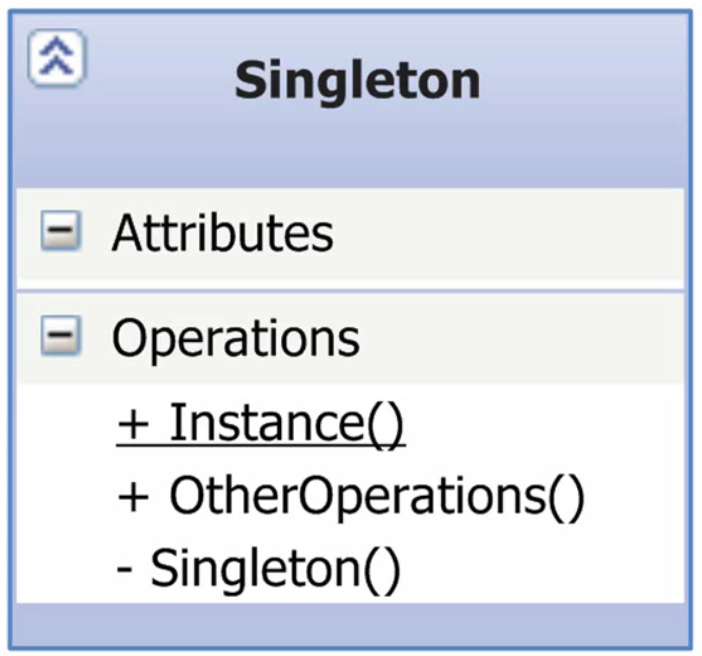 Singleton
Attributes
Operations
+ Instance()
+ OtherOperations()
- Singleton()